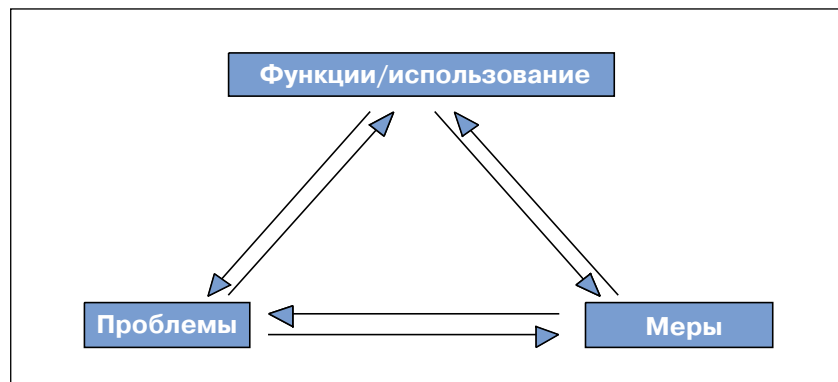 Функции/использование
Проблемы
Меры